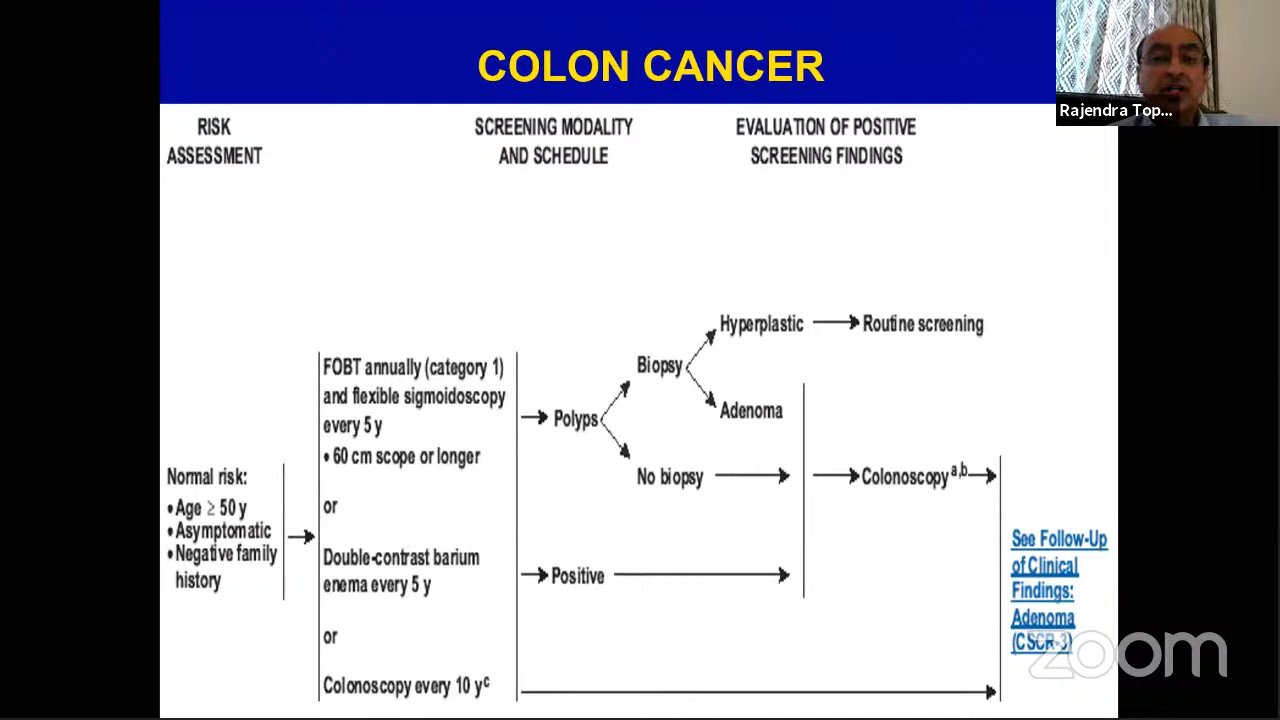 COLON CANCER
Rajendra Top...
RISK
ASSESSMENT
SCREENING MODALITY
AND SCHEDULE
EVALUATION OF POSITIVE
SCREENING FINDINGS
Normal risk:
• Age ≥ 50 y
• Asymptomatic
• Negative family
history
FOBT annually (category 1)
and flexible sigmoidoscopy
every 5 y
• 60 cm scope or longer
or
Double-contrast barium
enema every 5 y
or
Colonoscopy every 10 yᶜ
Polyps
Biopsy
No biopsy
Hyperplastic
Adenoma
Routine screening
Positive
Colonoscopy a,b
See Follow-Up
of Clinical
Findings:
Adenoma
(CSCR-3)
zoom